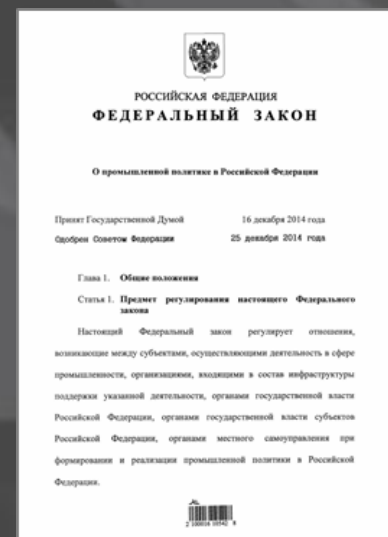 РОССИЙСКАЯ ФЕДЕРАЦИЯ
ФЕДЕРАЛЬНЫЙ ЗАКОН
О промышленной политике в Российской Федерации
Принят Государственной Думой 16 декабря 2014 года
Одобрен Советом Федерации 25 декабря 2014 года
Глава 1. Общие положения
Статья 1. Предмет регулирования настоящего Федерального
закона
Настоящий Федеральный закон регулирует отношения,
возникающие между субъектами, осуществляющими деятельность в сфере
промышленности, организациями, входящими в состав инфраструктуры
поддержки указанной деятельности, органами государственной власти
Российской Федерации, органами государственной власти субъектов
Российской Федерации, органами местного самоуправления при
формировании и реализации промышленной политики в Российской
Федерации.